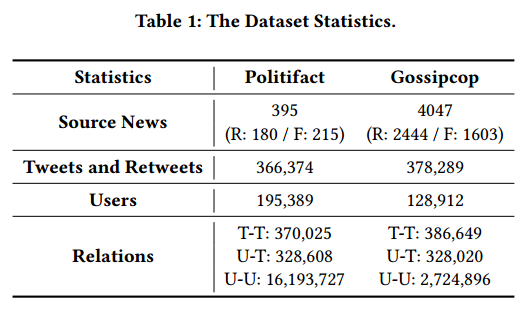 Table 1: The Dataset Statistics.
Statistics Politifact Gossipcop
Source News
395 4047
(R: 180 / F: 215) (R: 2444 / F: 1603)
Tweets and Retweets 366,374 378,289
Users 195,389 128,912
Relations
T-T: 370,025 T-T: 386,649
U-T: 328,608 U-T: 328,020
U-U: 16,193,727 U-U: 2,724,896